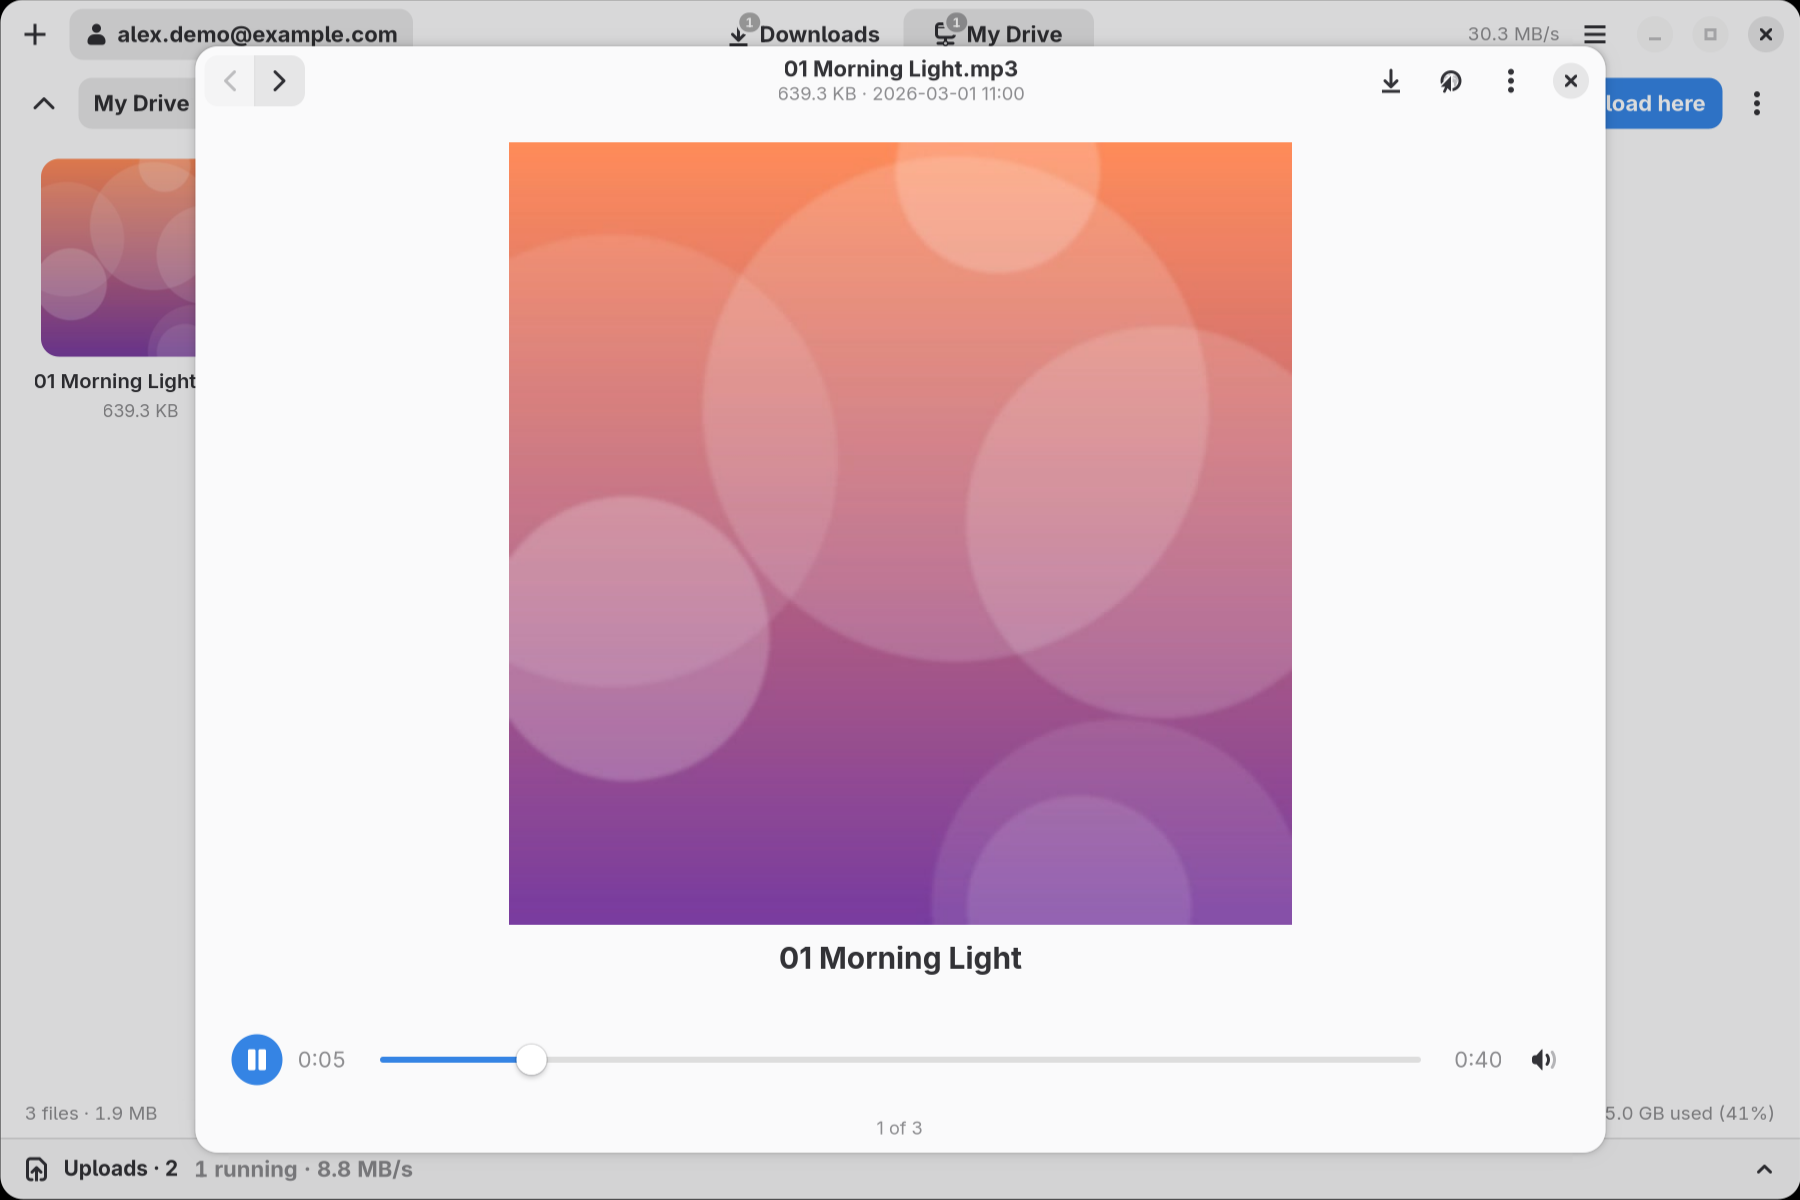 alex.demo@example.com
1
Downloads
1
My Drive
30.3 MB/s
My Drive
01 Morning Light.mp3
639.3 KB · 2026-03-01 11:00
load here
01 Morning Light
639.3 KB
01 Morning Light
0:05
0:40
1 of 3
3 files · 1.9 MB
5.0 GB used (41%)
Uploads · 2
1 running · 8.8 MB/s